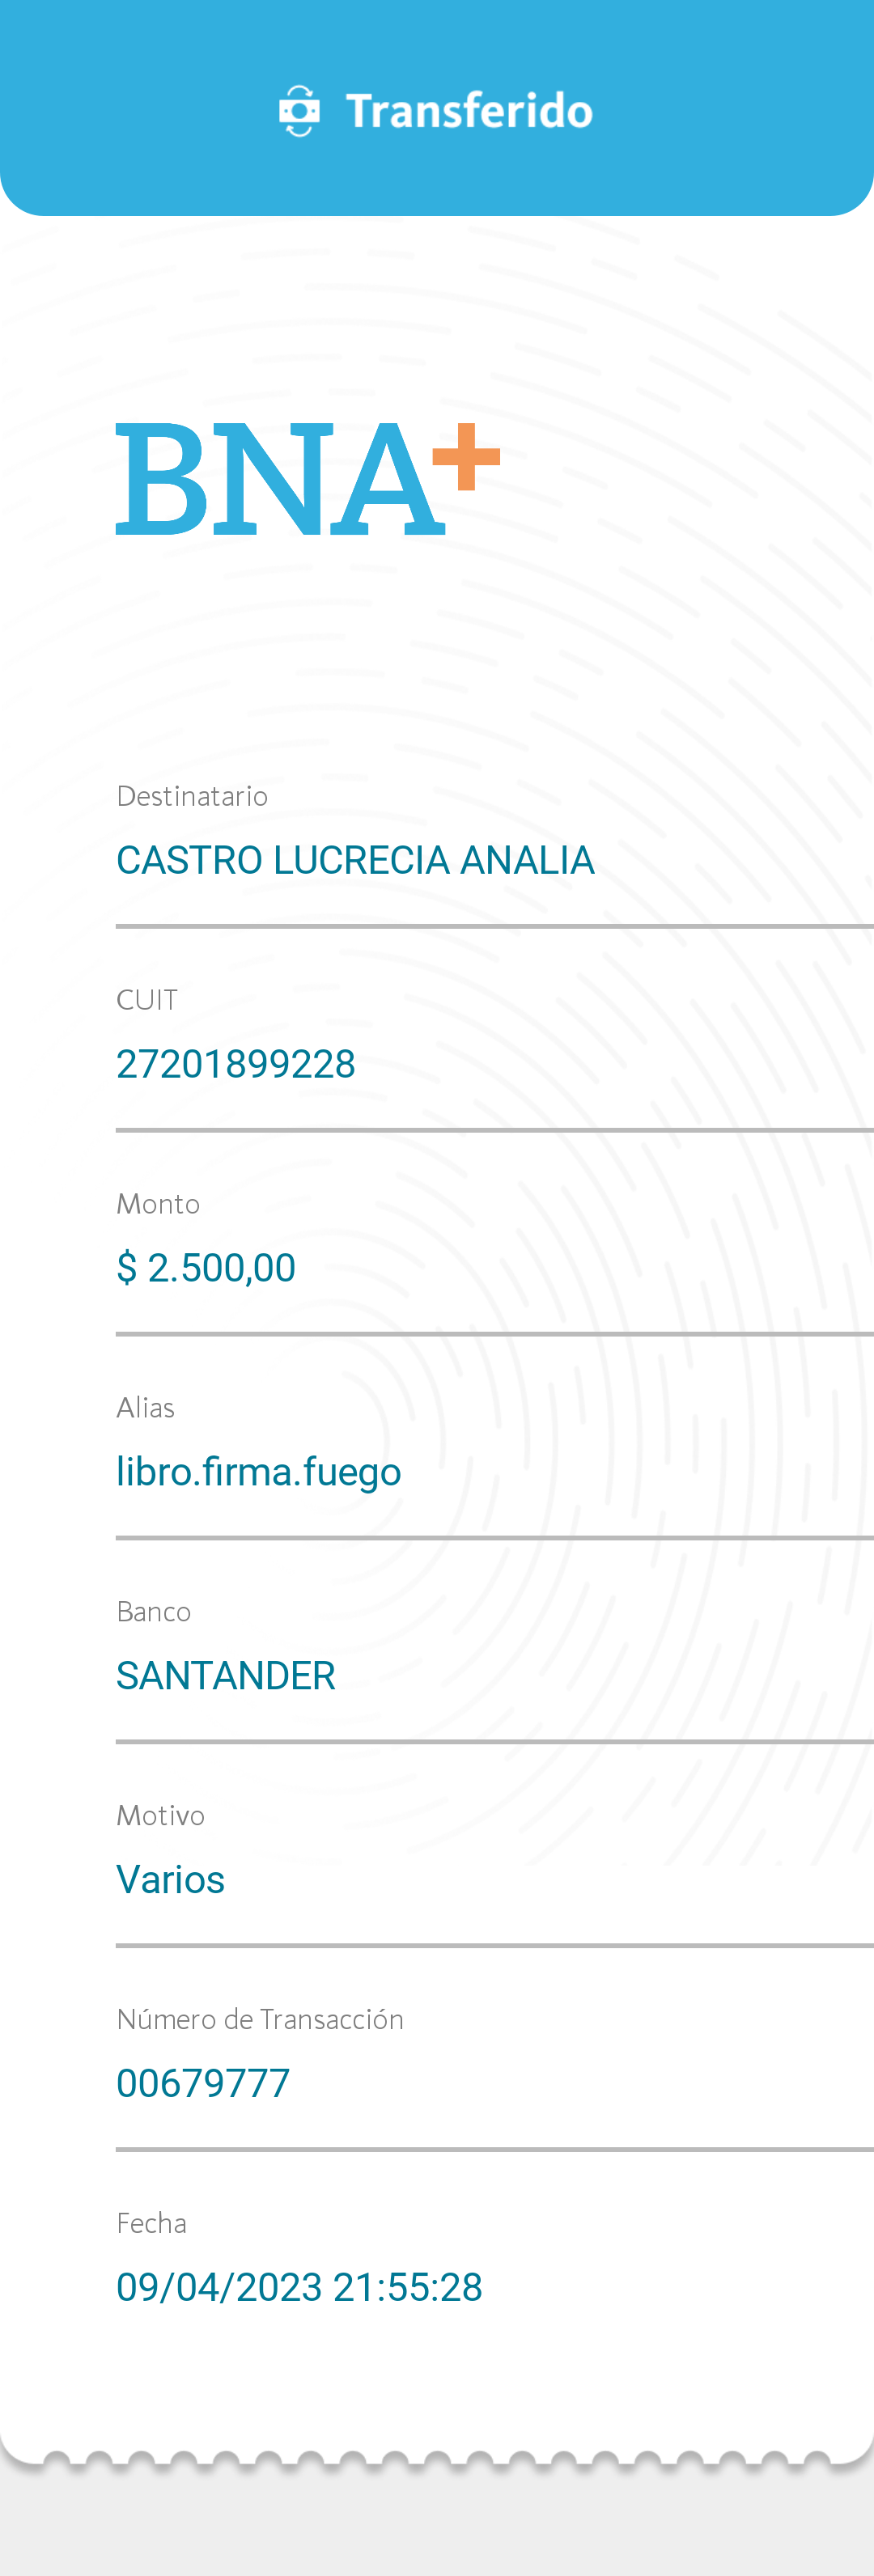 Transferido
BNA+
Destinatario
CASTRO LUCRECIA ANALIA
CUIT
27201899228
Monto
$ 2.500,00
Alias
libro.firma.fuego
Banco
SANTANDER
Motivo
Varios
Número de Transacción
00679777
Fecha
09/04/2023 21:55:28